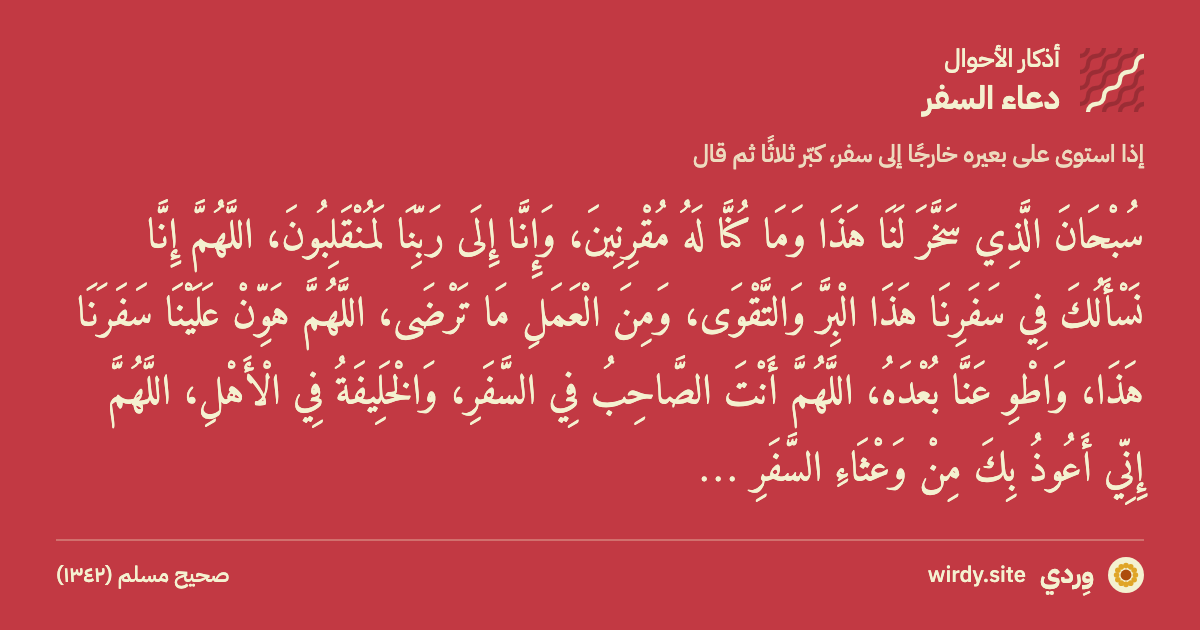 أذكار الأحوال
دعاء السفر
إذا استوى على بعيره خارجًا إلى سفر، كبّر ثلاثًا ثم قال
سُبْحَانَ الَّذِي سَخَّرَ لَنَا هَذَا وَمَا كُنَّا لَهُ مُقْرِنِينَ، وَإِنَّا إِلَى رَبِّنَا لَمُنْقَلِبُونَ، اللَّهُمَّ إِنَّا
نَسْأَلُكَ فِي سَفَرِنَا هَذَا الْبِرَّ وَالتَّقْوَى، وَمِنَ الْعَمَلِ مَا تَرْضَى، اللَّهُمَّ هَوِّنْ عَلَيْنَا سَفَرَنَا
هَذَا، وَاطْوِ عَنَّا بُعْدَهُ، اللَّهُمَّ أَنْتَ الصَّاحِبُ فِي السَّفَرِ، وَالْخَلِيفَةُ فِي الْأَهْلِ، اللَّهُمَّ
إِنِّي أَعُوذُ بِكَ مِنْ وَعْثَاءِ السَّفَرِ ...
وِردي wirdy.site
صحيح مسلم (١٣٤٢)